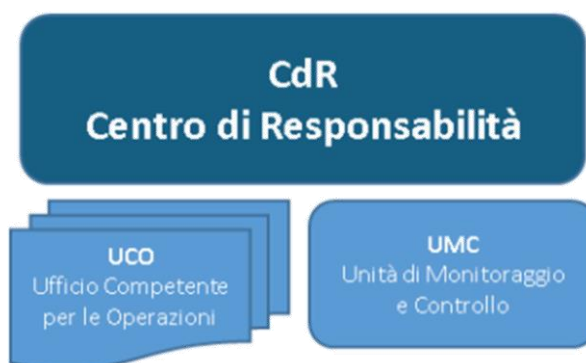 CdR
Centro di Responsabilità
UCO
Ufficio Competente
per le Operazioni
UMC
Unità di Monitoraggio
e Controllo